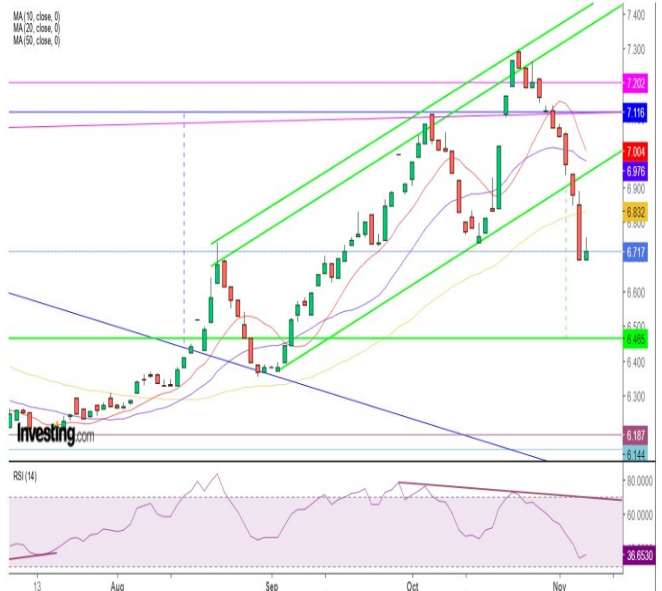 MA (10, close, 0)
MA (20, close, 0)
MA (50, close, 0)
7.400
7.300
7.202
7.116
7.004
6.976
6.900
6.832
6.800
6.717
6.600
6.500
6.465
6.400
6.300
6.187
6.144
Investing.com
RSI (14)
80.0000
60.0000
36.6530
13
Aug
Sep
Oct
Nov